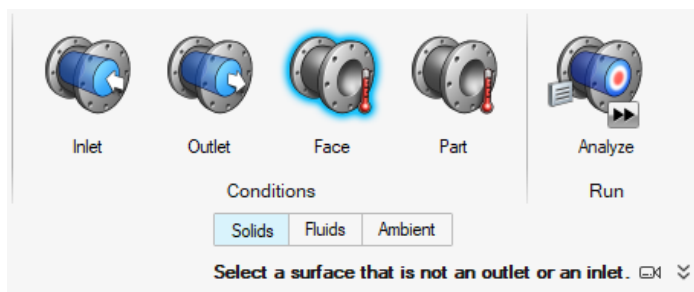 Inlet Outlet Face Part Analyze
Conditions Run
Solids Fluids Ambient
Select a surface that is not an outlet or an inlet.